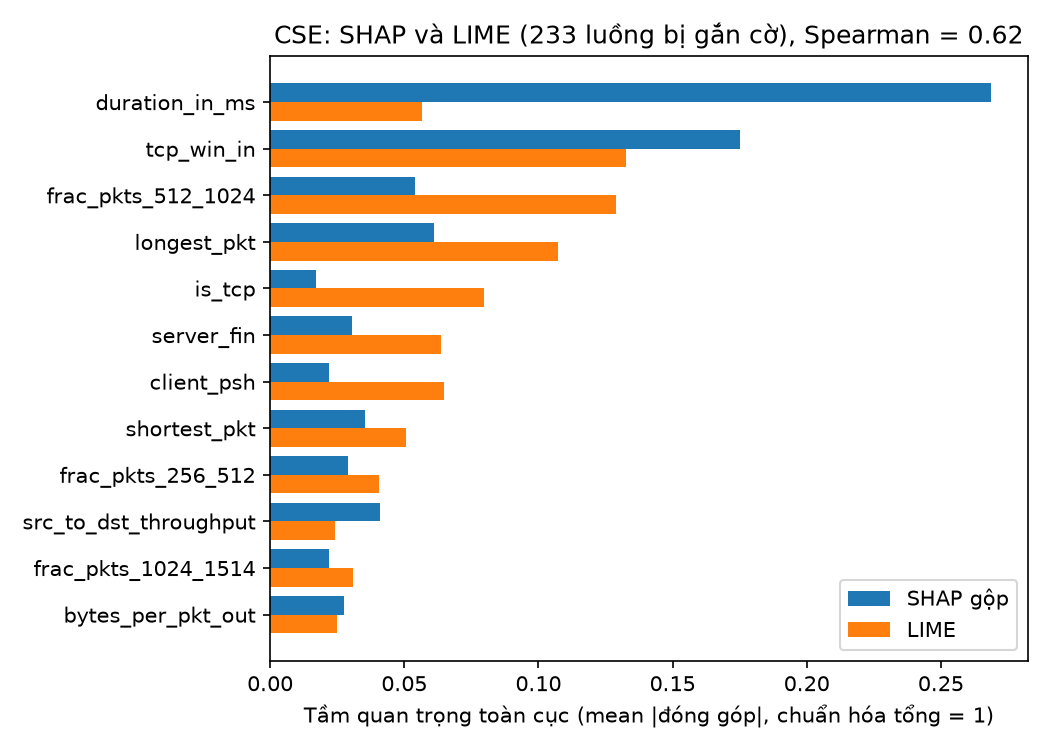 CSE: SHAP và LIME (233 luồng bị gắn cờ), Spearman = 0.62
duration_in_ms
tcp_win_in
frac_pkts_512_1024
longest_pkt
is_tcp
server_fin
client_psh
shortest_pkt
frac_pkts_256_512
src_to_dst_throughput
frac_pkts_1024_1514
bytes_per_pkt_out
SHAP gộp
LIME
0.00 0.05 0.10 0.15 0.20 0.25
Tầm quan trọng toàn cục (mean |đóng góp|, chuẩn hóa tổng = 1)